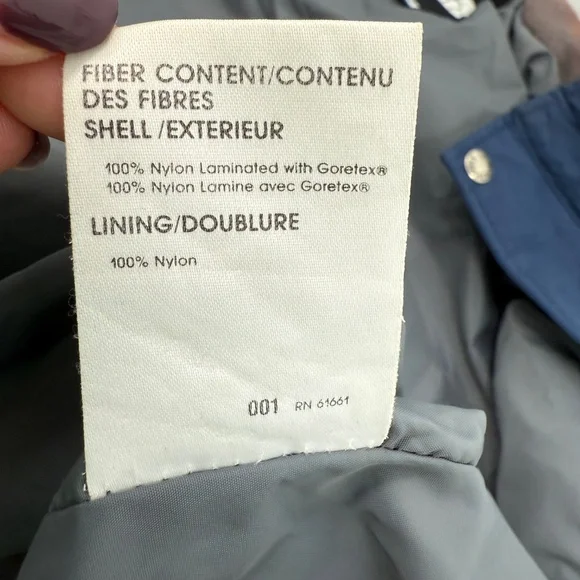 FIBER CONTENT/CONTENU
DES FIBRES
SHELL /EXTERIEUR
100% Nylon Laminated with Goretex®
100% Nylon Lamine avec Goretex®
LINING/DOUBLURE
100% Nylon
001 RN 61661